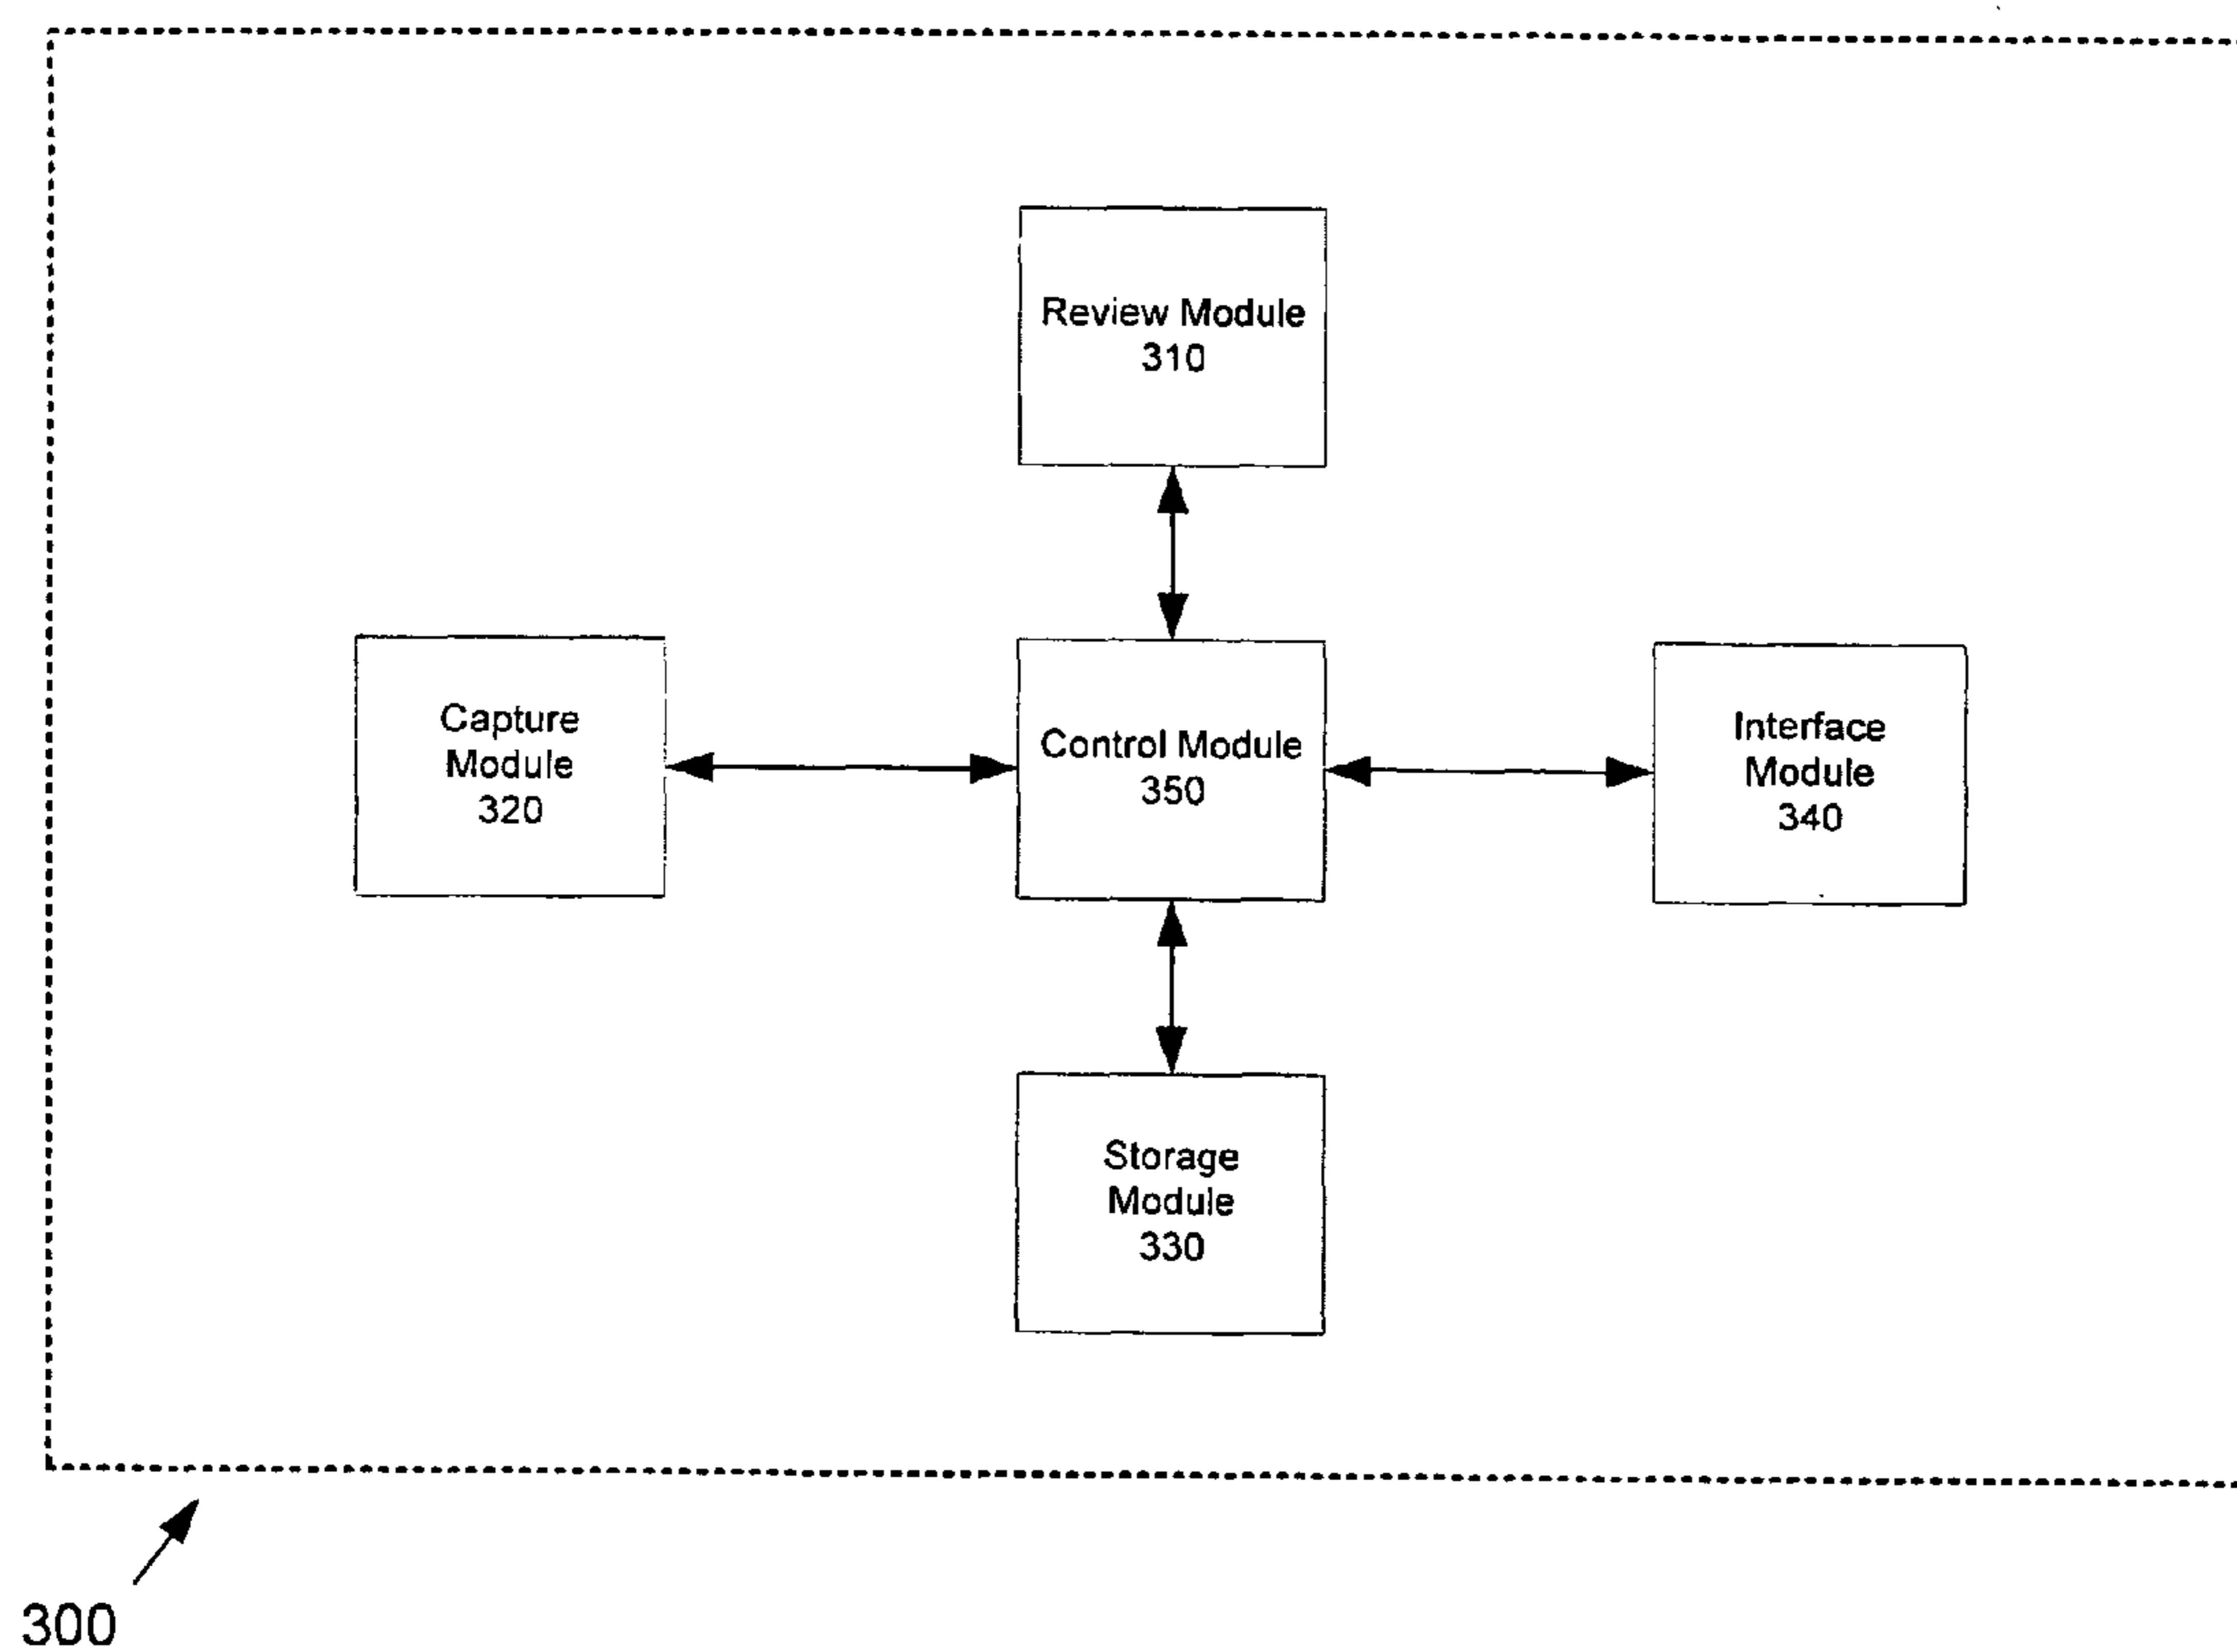 Review Module
310
Capture
Module
320
Control Module
350
Interface
Module
340
Storage
Module
330
300